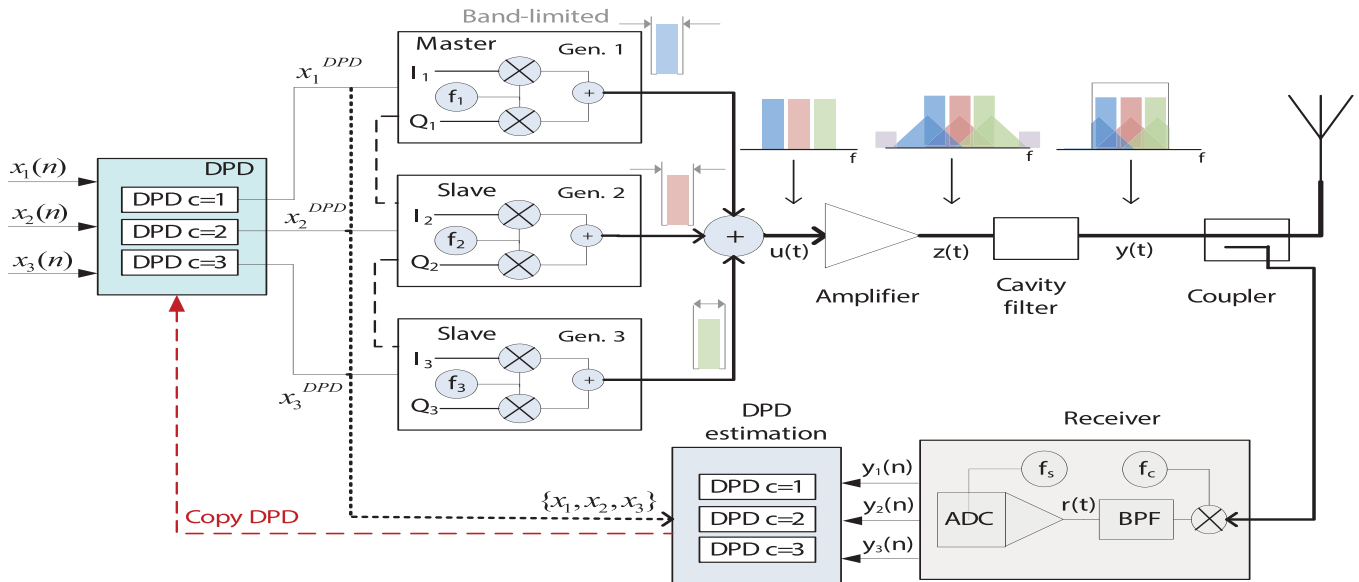 Band-limited
Master
Gen. 1
x₁ᴰᴾᴰ
I₁
f₁
Q₁
f
f
f
x₁(n)
x₂(n)
x₃(n)
DPD
DPD c=1
DPD c=2
DPD c=3
x₂ᴰᴾᴰ
Slave
Gen. 2
I₂
f₂
Q₂
+
+
+
u(t)
z(t)
y(t)
Amplifier
Cavity
filter
Coupler
Slave
Gen. 3
I₃
f₃
Q₃
+
x₃ᴰᴾᴰ
DPD
estimation
DPD c=1
DPD c=2
DPD c=3
{x₁, x₂, x₃}
Copy DPD
y₁(n)
y₂(n)
y₃(n)
Receiver
fₛ
f꜀
ADC
r(t)
BPF